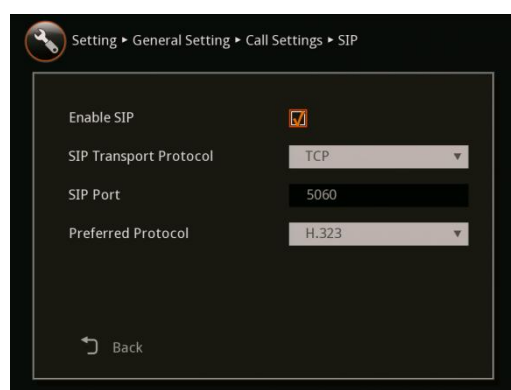 Setting ▸ General Setting ▸ Call Settings ▸ SIP
Enable SIP
SIP Transport Protocol TCP
SIP Port 5060
Preferred Protocol H.323
Back